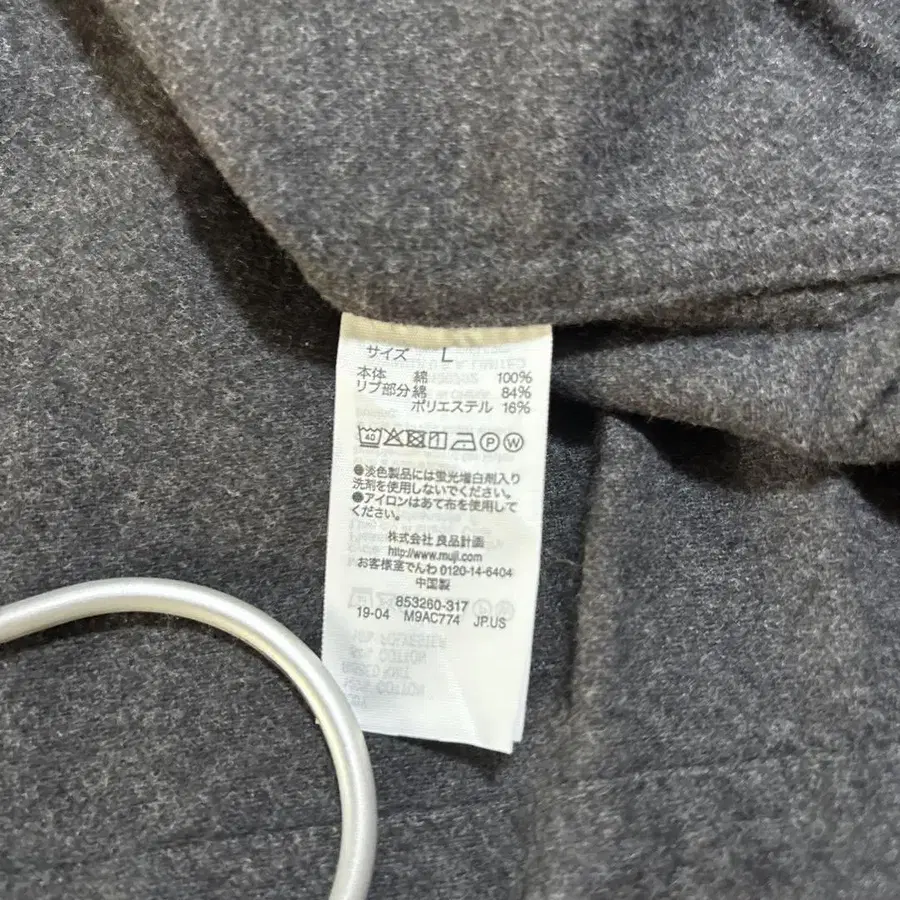 サイズ L
本体 綿 100%
リブ部分 綿 84%
ポリエステル 16%
40
P W
●淡色製品には蛍光増白剤入り
洗剤を使用しないでください。
●アイロンはあて布を使用して
ください。
株式会社 良品計画
http://www.muji.com
お客様室でんわ 0120-14-6404
中国製
853260-317
19-04 M9AC774 JP.US